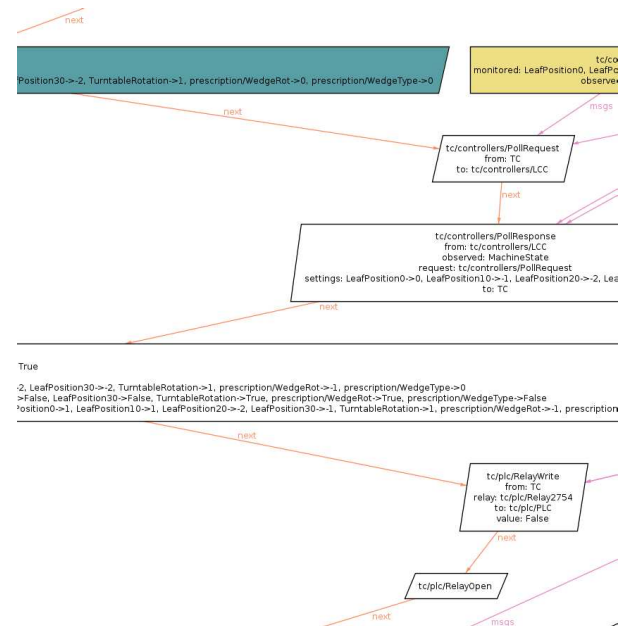 next
Position30->-2, TurntableRotation->1, prescription/WedgeRot->0, prescription/WedgeType->0
monitored: LeafPosition0,
next
msgs
tc/controllers/PollRequest
from: TC
to: tc/controllers/LCC
next
tc/controllers/PollResponse
from: tc/controllers/LCC
observed: MachineState
request: tc/controllers/PollRequest
settings: LeafPosition0->0, LeafPosition10->-1, LeafPosition20->-2,
to: TC
next
True
-2, LeafPosition30->-2, TurntableRotation->1, prescription/WedgeRot->-1, prescription/WedgeType->0
>False, LeafPosition30->False, TurntableRotation->True, prescription/WedgeRot->True, prescription/WedgeType->False
Position0->1, LeafPosition10->1, LeafPosition20->-2, LeafPosition30->-1, TurntableRotation->1, prescription/WedgeRot->-1, prescription
next
tc/plc/RelayWrite
from: TC
relay: tc/plc/Relay2754
to: tc/plc/PLC
value: False
next
tc/plc/RelayOpen
next
msgs